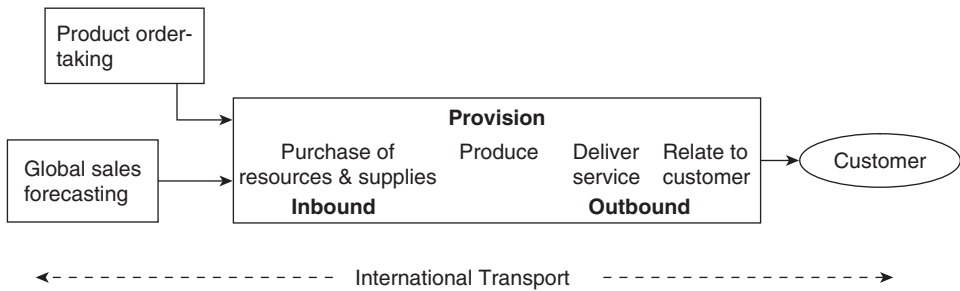 Product order-
taking
Provision
Global sales
forecasting
Purchase of
resources & supplies
Inbound
Produce
Deliver
service
Relate to
customer
Outbound
Customer
International Transport